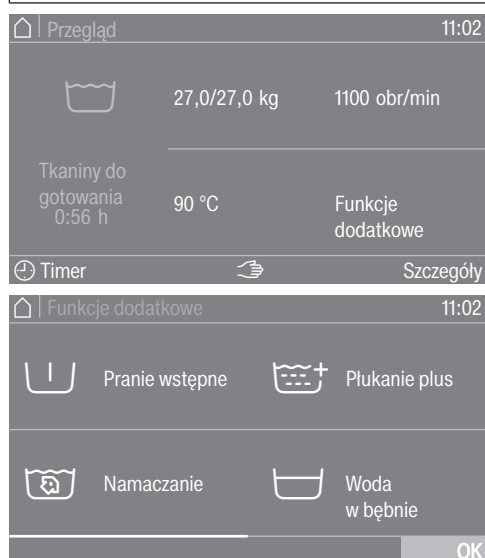 Przegląd 11:02
27,0/27,0 kg 1100 obr/min
Tkaniny do
gotowania
0:56 h
90 °C Funkcje
dodatkowe
Timer Szczegóły
Funkcje dodatkowe 11:02
Pranie wstępne Płukanie plus
Namaczanie Woda
w bębnie
OK